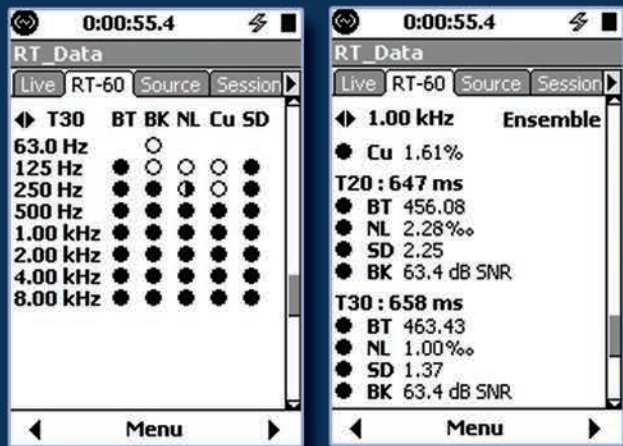 0:00:55.4
RT_Data
Live RT-60 Source Session
T30 BT BK NL Cu SD
63.0 Hz
125 Hz
250 Hz
500 Hz
1.00 kHz
2.00 kHz
4.00 kHz
8.00 kHz
Menu
0:00:55.4
RT_Data
Live RT-60 Source Session
1.00 kHz Ensemble
Cu 1.61%
T20 : 647 ms
BT 456.08
NL 2.28‰
SD 2.25
BK 63.4 dB SNR
T30 : 658 ms
BT 463.43
NL 1.00‰
SD 1.37
BK 63.4 dB SNR
Menu